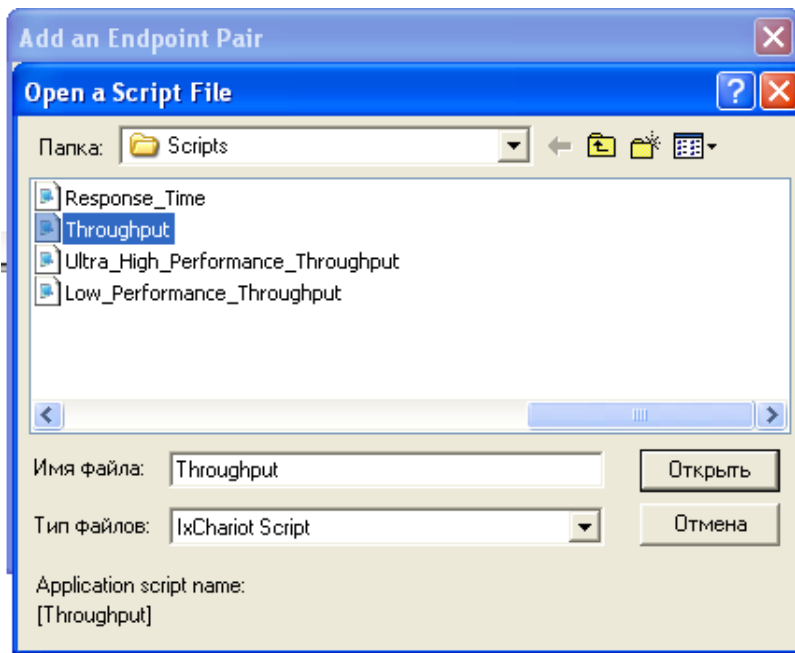 Add an Endpoint Pair
Open a Script File
Папка: Scripts
Response_Time
Throughput
Ultra_High_Performance_Throughput
Low_Performance_Throughput
Имя файла: Throughput Открыть
Тип файлов: IxChariot Script Отмена
Application script name:
[Throughput]